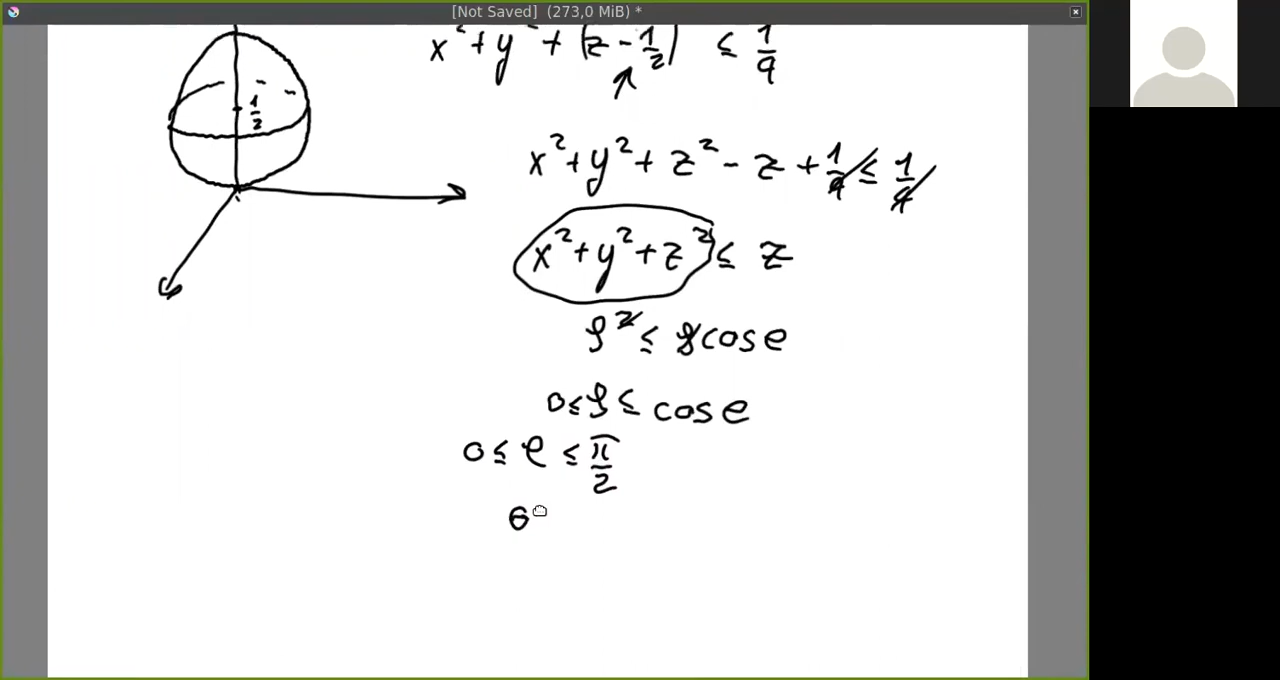 [Not Saved] (273,0 MiB) *
x² + y² + (z - 1/2)² ≤ 1/4
1/2
x² + y² + z² - z + 1/4 ≤ 1/4
x² + y² + z² ≤ z
ρ² ≤ ρ cos φ
0 ≤ ρ ≤ cos φ
0 ≤ φ ≤ π/2
θ